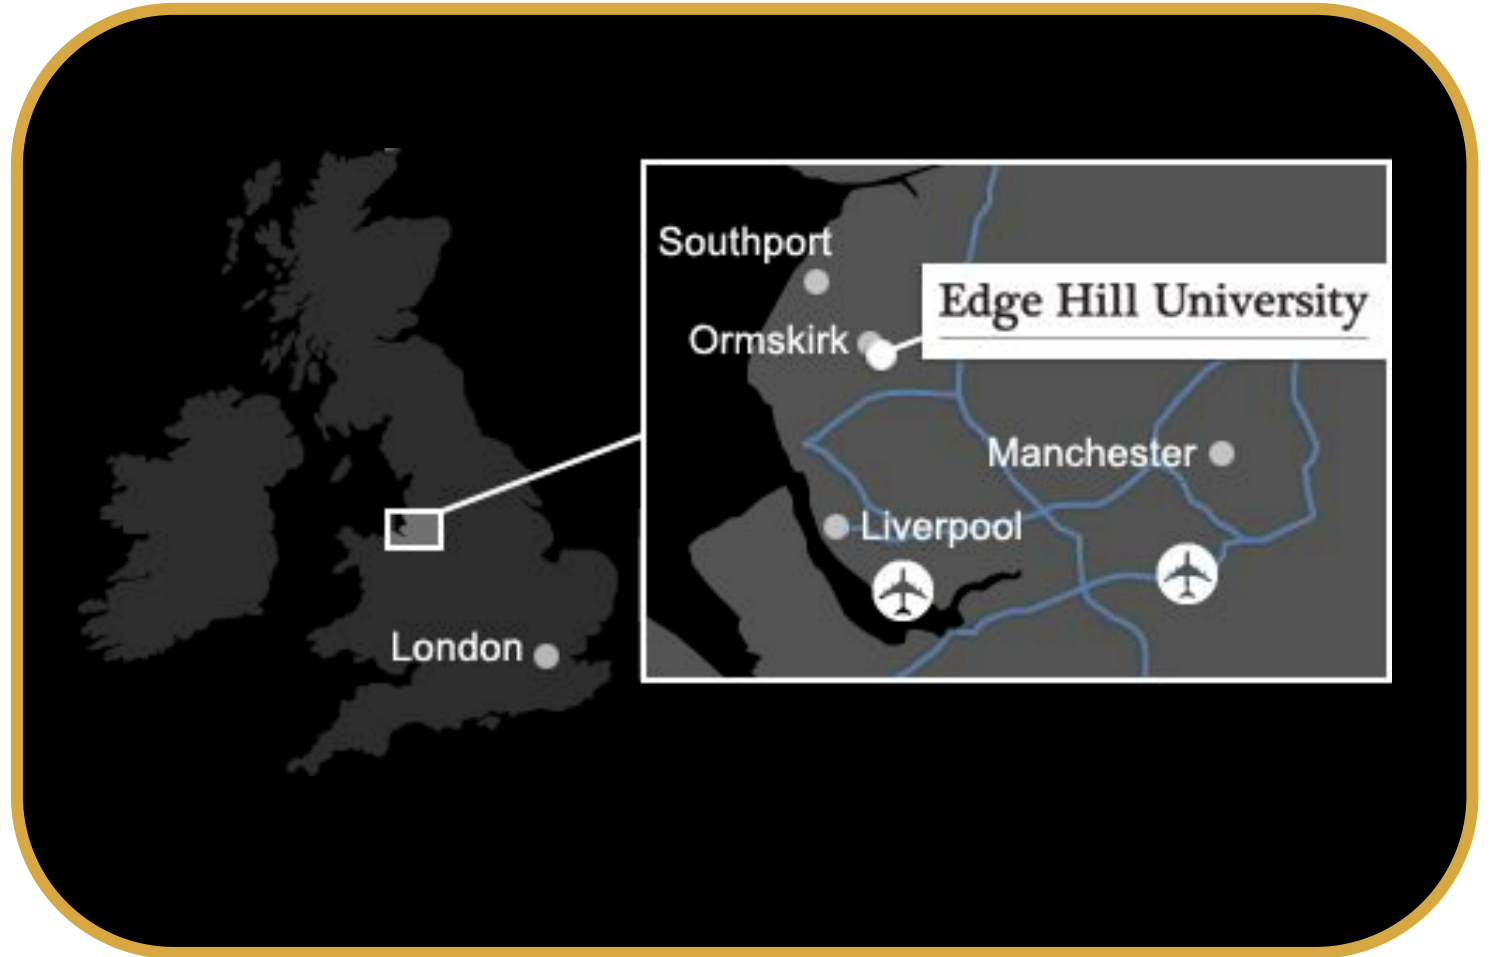 Southport
Edge Hill University
Ormskirk
Manchester
Liverpool
London